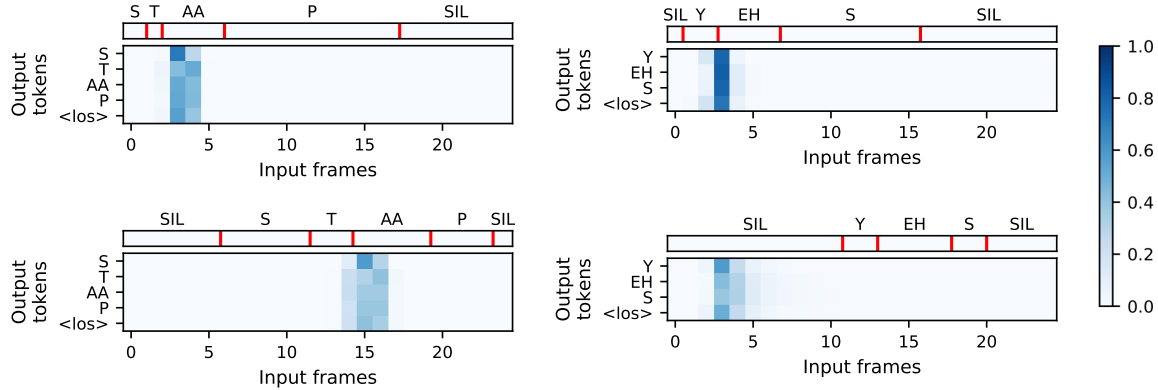 S T AA P SIL
Output tokens
S
T
AA
P
<los>
0 5 10 15 20
Input frames
SIL Y EH S SIL
Output tokens
Y
EH
S
<los>
0 5 10 15 20
Input frames
SIL S T AA P SIL
Output tokens
S
T
AA
P
<los>
0 5 10 15 20
Input frames
SIL Y EH S SIL
Output tokens
Y
EH
S
<los>
0 5 10 15 20
Input frames
1.0
0.8
0.6
0.4
0.2
0.0